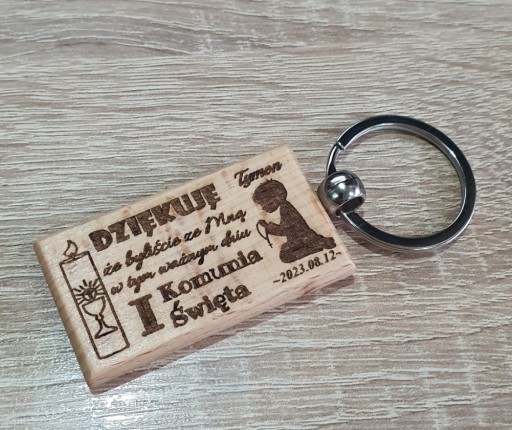 Tymon
DZIĘKUJĘ
że byliście ze Mną
w tym ważnym dniu
I Komunia
Święta
~2023.08.12~